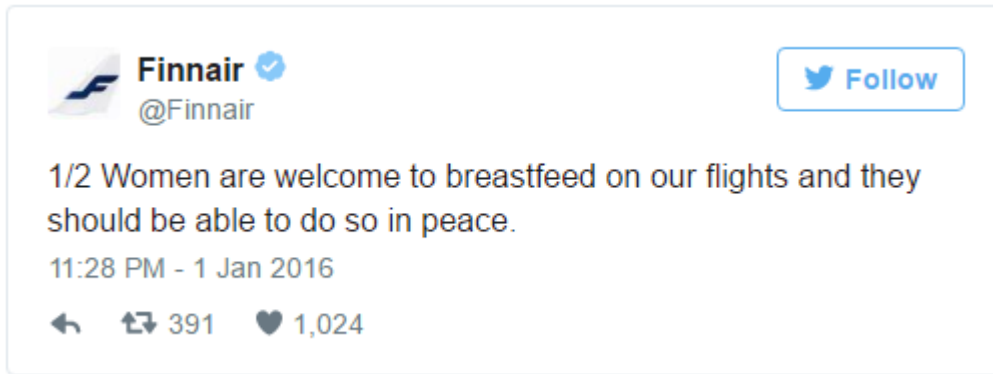 Finnair
@Finnair
Follow
1/2 Women are welcome to breastfeed on our flights and they
should be able to do so in peace.
11:28 PM - 1 Jan 2016
391 1,024